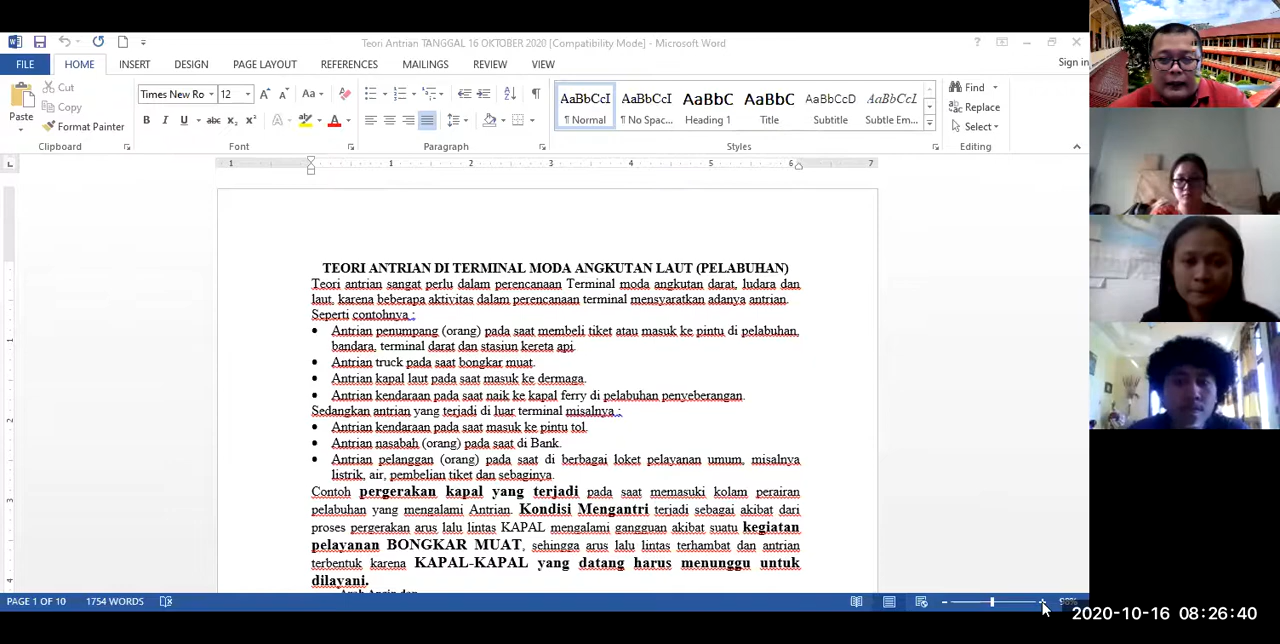 Teori Antrian TANGGAL 16 OKTOBER 2020 [Compatibility Mode] - Microsoft Word
FILE HOME INSERT DESIGN PAGE LAYOUT REFERENCES MAILINGS REVIEW VIEW Sign in
Cut
Copy
Format Painter
Paste
Clipboard
Times New Ro 12
Font
Paragraph
AaBbCcI AaBbCcI AaBbC AaBbC AaBbCcD AaBbCcL
¶ Normal ¶ No Spac... Heading 1 Title Subtitle Subtle Em...
Styles
Find
Replace
Select
Editing
1 1 2 3 4 5 6 7
TEORI ANTRIAN DI TERMINAL MODA ANGKUTAN LAUT (PELABUHAN)
Teori antrian sangat perlu dalam perencanaan Terminal moda angkutan darat, ludara dan
laut, karena beberapa aktivitas dalam perencanaan terminal mensyaratkan adanya antrian.
Seperti contohnya :
• Antrian penumpang (orang) pada saat membeli tiket atau masuk ke pintu di pelabuhan,
bandara, terminal darat dan stasiun kereta api.
• Antrian truck pada saat bongkar muat.
• Antrian kapal laut pada saat masuk ke dermaga.
• Antrian kendaraan pada saat naik ke kapal ferry di pelabuhan penyeberangan.
Sedangkan antrian yang terjadi di luar terminal misalnya :
• Antrian kendaraan pada saat masuk ke pintu tol.
• Antrian nasabah (orang) pada saat di Bank.
• Antrian pelanggan (orang) pada saat di berbagai loket pelayanan umum, misalnya
listrik, air, pembelian tiket dan sebaginya.
Contoh pergerakan kapal yang terjadi pada saat memasuki kolam perairan
pelabuhan yang mengalami Antrian. Kondisi Mengantri terjadi sebagai akibat dari
proses pergerakan arus lalu lintas KAPAL mengalami gangguan akibat suatu kegiatan
pelayanan BONGKAR MUAT, sehingga arus lalu lintas terhambat dan antrian
terbentuk karena KAPAL-KAPAL yang datang harus menunggu untuk
dilayani.
Arah Angin dan
PAGE 1 OF 10 1754 WORDS 98%
2020-10-16 08:26:40